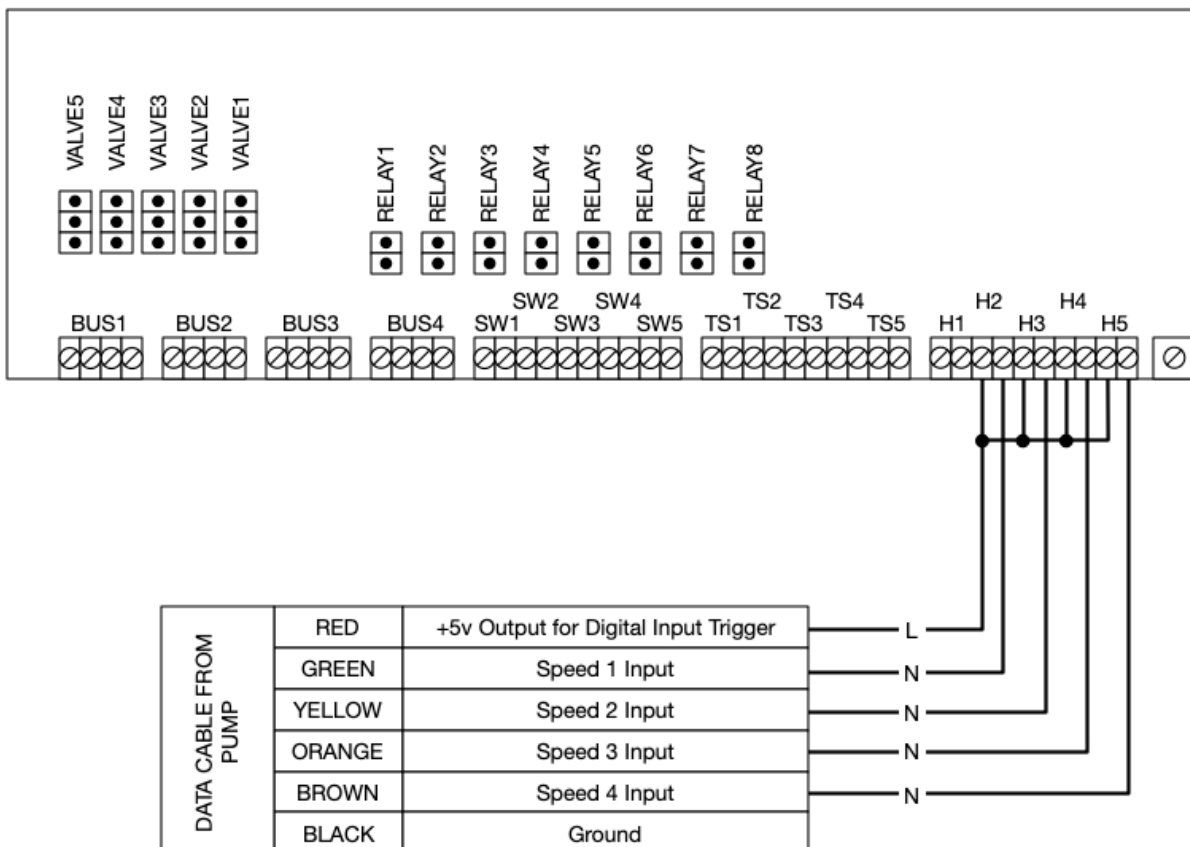 VALVE5
VALVE4
VALVE3
VALVE2
VALVE1
RELAY1
RELAY2
RELAY3
RELAY4
RELAY5
RELAY6
RELAY7
RELAY8
BUS1
BUS2
BUS3
BUS4
SW1
SW2
SW3
SW4
SW5
TS1
TS2
TS3
TS4
TS5
H1
H2
H3
H4
H5
DATA CABLE FROM
PUMP
RED +5v Output for Digital Input Trigger L
GREEN Speed 1 Input N
YELLOW Speed 2 Input N
ORANGE Speed 3 Input N
BROWN Speed 4 Input N
BLACK Ground